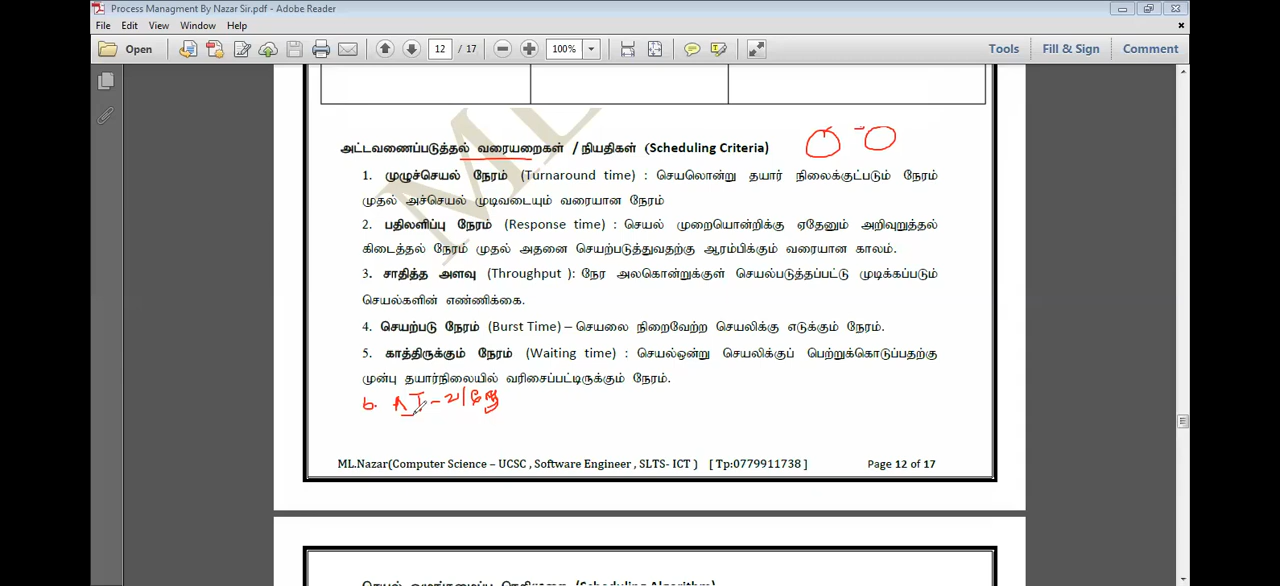 Process Managment By Nazar Sir.pdf - Adobe Reader
File Edit View Window Help
Open 12 / 17 100% Tools Fill & Sign Comment
அட்டவணைப்படுத்தல் வரையறைகள் / நியதிகள் (Scheduling Criteria)
1. முழுச்செயல் நேரம் (Turnaround time) : செயலொன்று தயார் நிலைக்குட்படும் நேரம்
முதல் அச்செயல் முடிவடையும் வரையான நேரம்
2. பதிலளிப்பு நேரம் (Response time) : செயல் முறையொன்றிக்கு ஏதேனும் அறிவுறுத்தல்
கிடைத்தல் நேரம் முதல் அதனை செயற்படுத்துவதற்கு ஆரம்பிக்கும் வரையான காலம்.
3. சாதித்த அளவு (Throughput ): நேர அலகொன்றுக்குள் செயல்படுத்தப்பட்டு முடிக்கப்படும்
செயல்களின் எண்ணிக்கை.
4. செயற்படு நேரம் (Burst Time) – செயலை நிறைவேற்ற செயலிக்கு எடுக்கும் நேரம்.
5. காத்திருக்கும் நேரம் (Waiting time) : செயல்ஒன்று செயலிக்குப் பெற்றுக்கொடுப்பதற்கு
முன்பு தயார்நிலையில் வரிசைப்பட்டிருக்கும் நேரம்.
6. AT -
ML.Nazar(Computer Science – UCSC , Software Engineer , SLTS- ICT ) [ Tp:0779911738 ] Page 12 of 17
(Scheduling Algorithm)